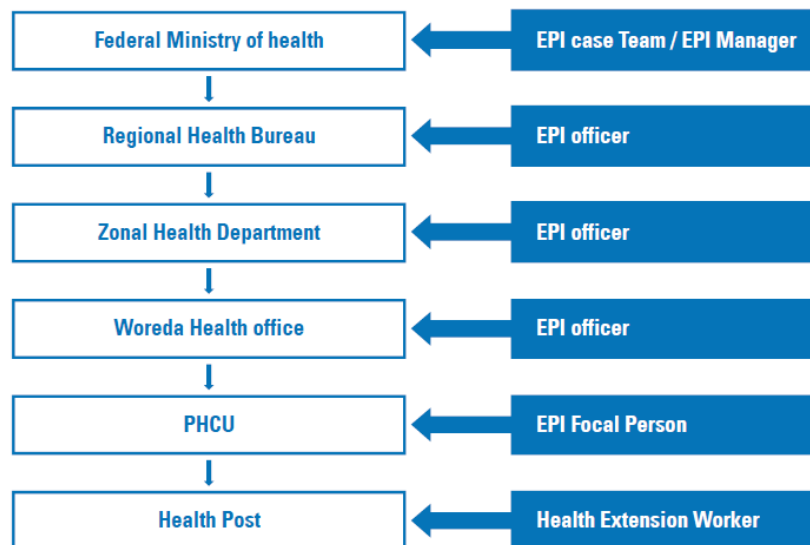 Federal Ministry of health
EPI case Team / EPI Manager
Regional Health Bureau
EPI officer
Zonal Health Department
EPI officer
Woreda Health office
EPI officer
PHCU
EPI Focal Person
Health Post
Health Extension Worker